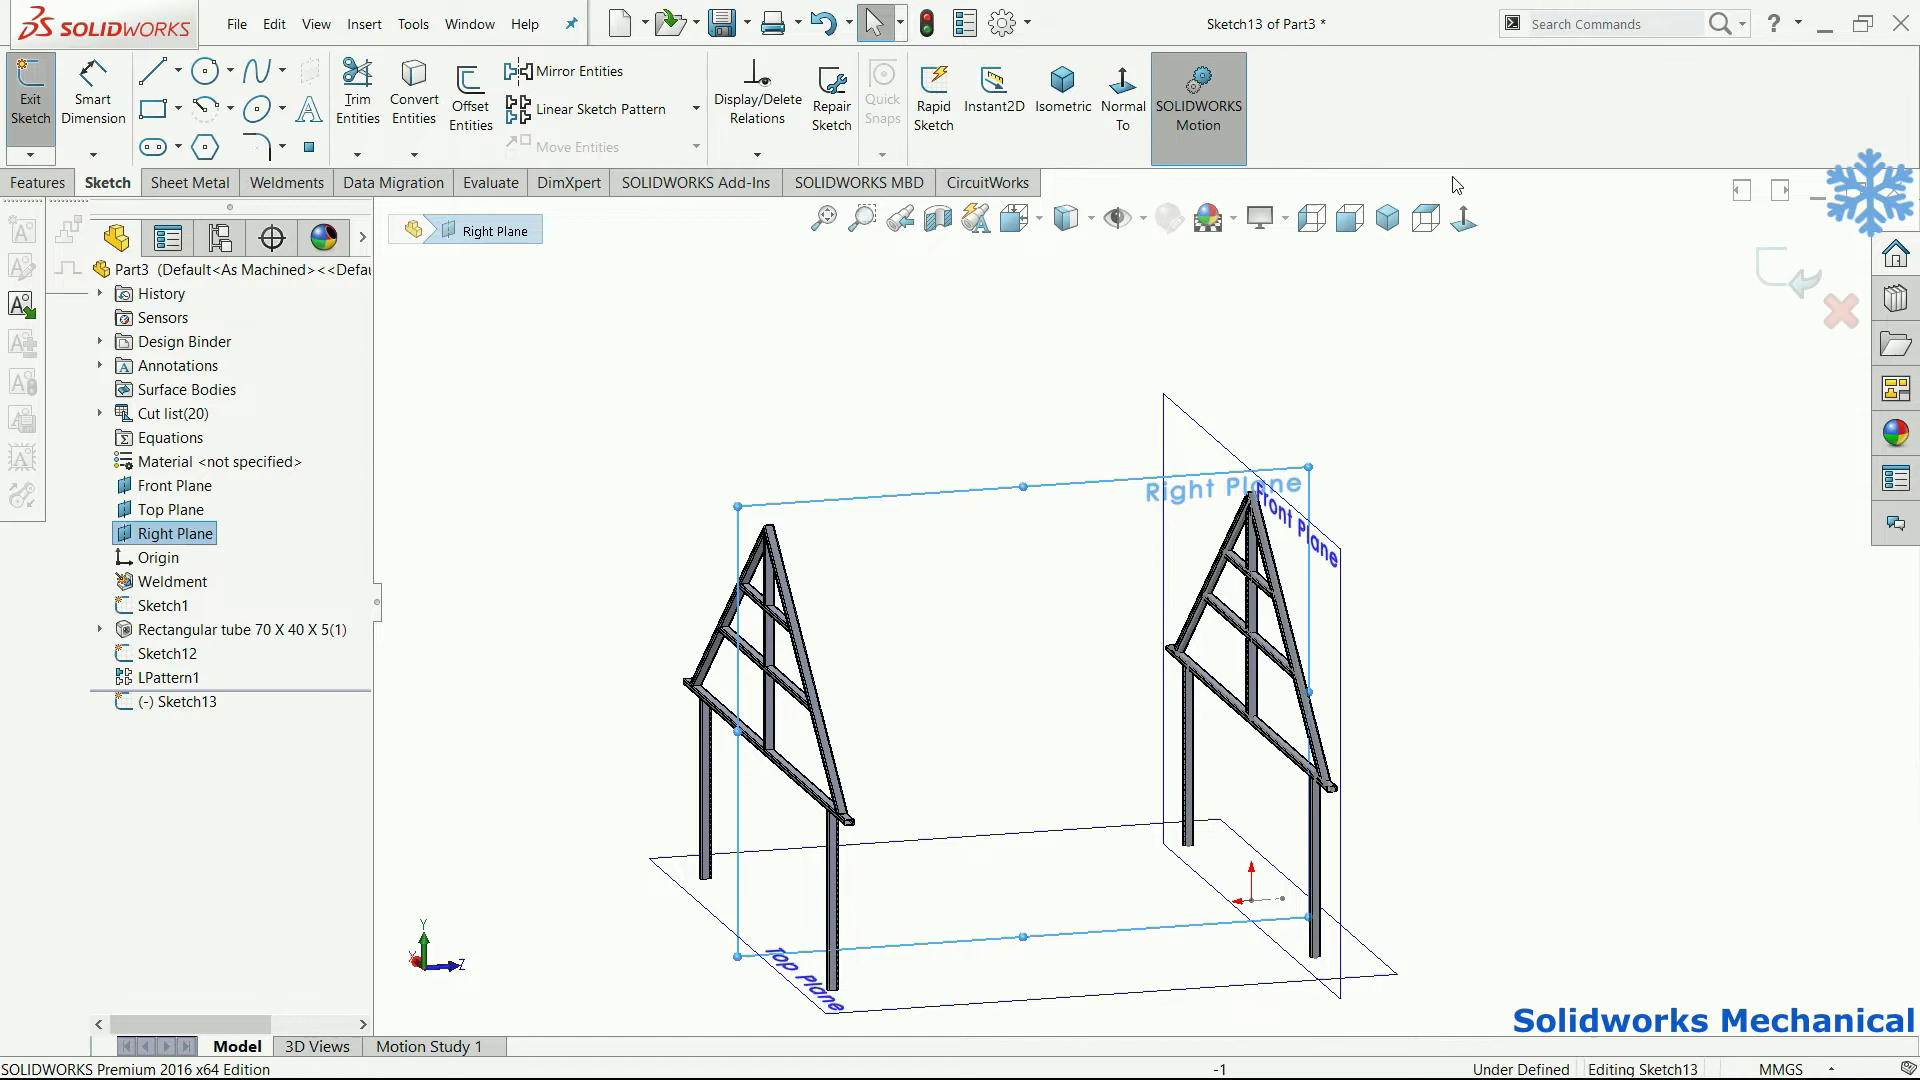 SOLIDWORKS
File Edit View Insert Tools Window Help
Sketch13 of Part3 *
Search Commands
?
Exit Sketch
Smart Dimension
Trim Entities
Convert Entities
Offset Entities
Mirror Entities
Linear Sketch Pattern
Move Entities
Display/Delete Relations
Repair Sketch
Quick Snaps
Rapid Sketch
Instant2D
Isometric
Normal To
SOLIDWORKS Motion
Features Sketch Sheet Metal Weldments Data Migration Evaluate DimXpert SOLIDWORKS Add-Ins SOLIDWORKS MBD CircuitWorks
Right Plane
Part3 (Default<As Machined><<Defau
History
Sensors
Design Binder
Annotations
Surface Bodies
Cut list(20)
Equations
Material <not specified>
Front Plane
Top Plane
Right Plane
Origin
Weldment
Sketch1
Rectangular tube 70 X 40 X 5(1)
Sketch12
LPattern1
(-) Sketch13
Right Plane
Front Plane
Top Plane
Y
X
Z
Solidworks Mechanical
Model 3D Views Motion Study 1
SOLIDWORKS Premium 2016 x64 Edition
-1
Under Defined
Editing Sketch13
MMGS